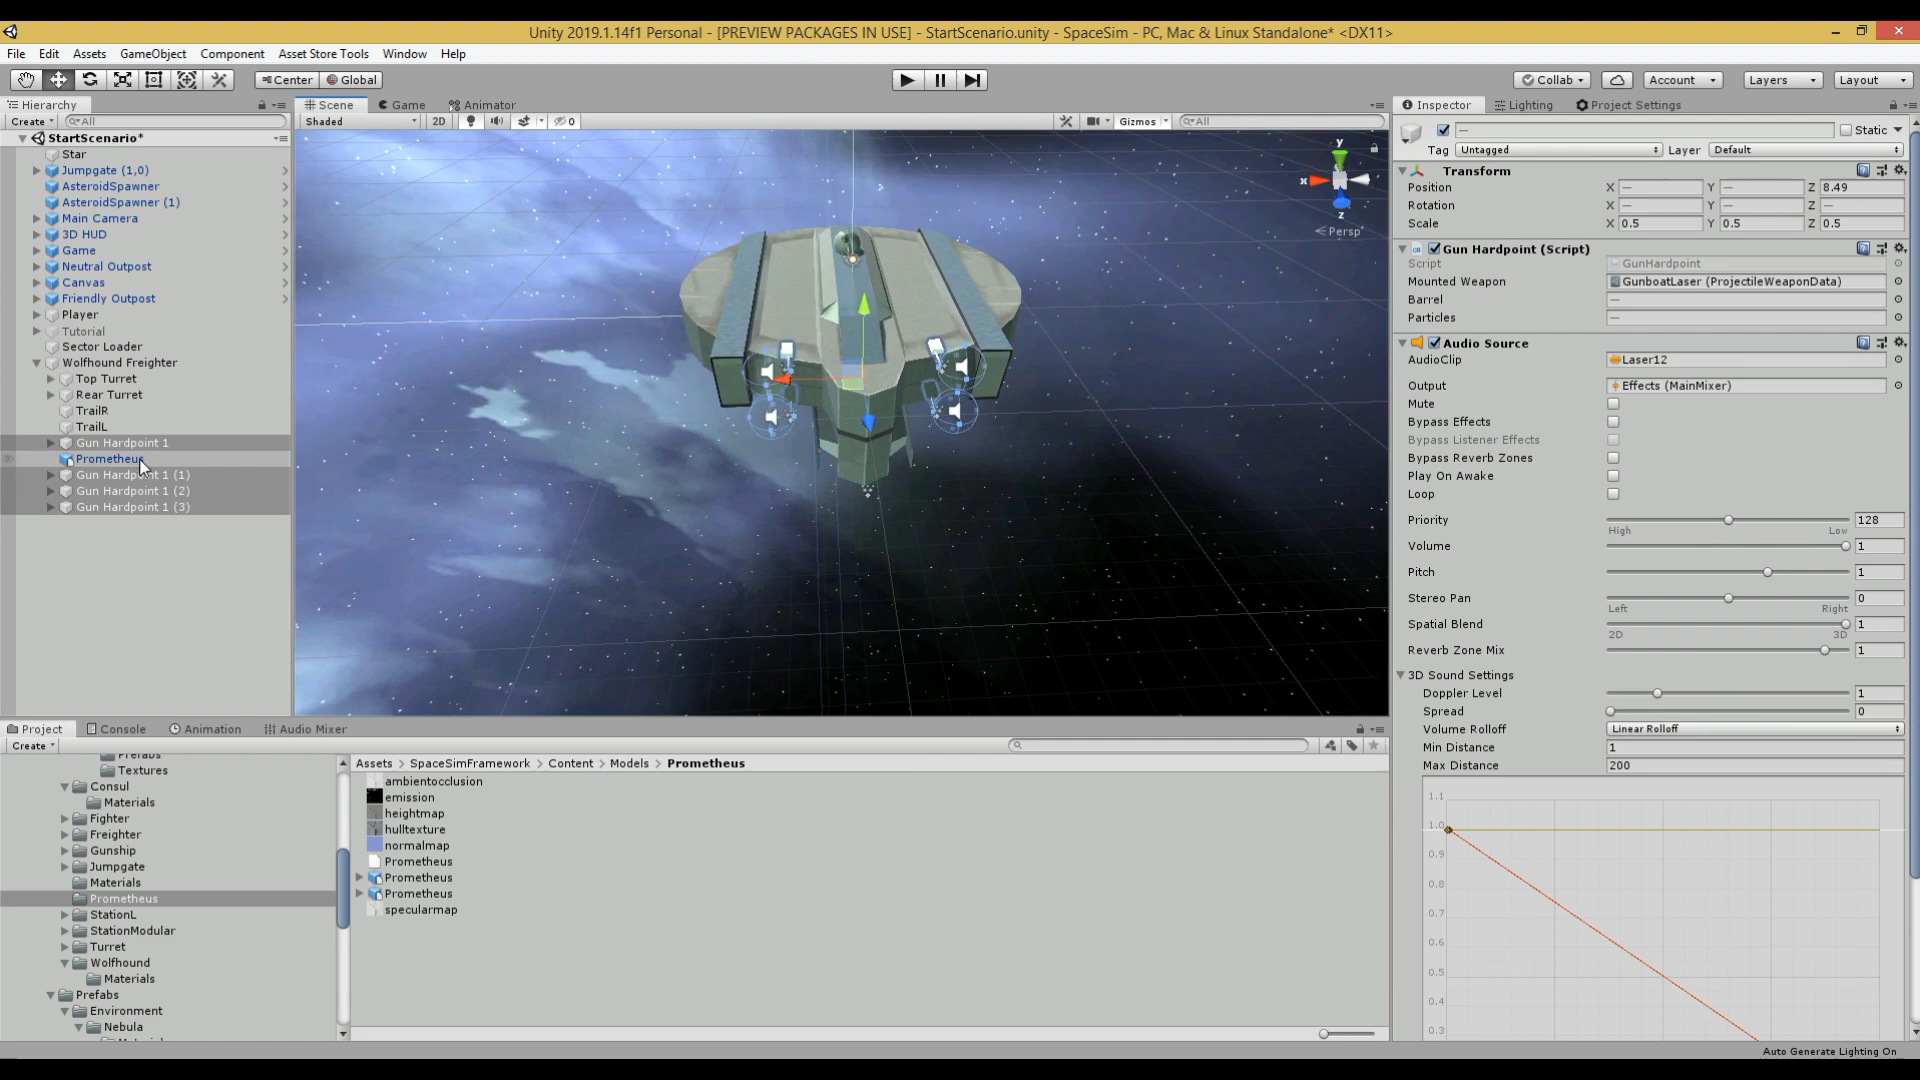 Unity 2019.1.14f1 Personal - [PREVIEW PACKAGES IN USE] - StartScenario.unity - SpaceSim - PC, Mac & Linux Standalone* <DX11>
File Edit Assets GameObject Component Asset Store Tools Window Help
Center Global Collab Account Layers Layout
Hierarchy
Create All
StartScenario*
Star
Jumpgate (1,0)
AsteroidSpawner
AsteroidSpawner (1)
Main Camera
3D HUD
Game
Neutral Outpost
Canvas
Friendly Outpost
Player
Tutorial
Sector Loader
Wolfhound Freighter
Top Turret
Rear Turret
TrailR
TrailL
Gun Hardpoint 1
Prometheus
Gun Hardpoint 1 (1)
Gun Hardpoint 1 (2)
Gun Hardpoint 1 (3)
Scene Game Animator
Shaded 2D 0 Gizmos All
y
x
z
Persp
Inspector Lighting Project Settings
— Static
Tag Untagged Layer Default
Transform
Position X — Y — Z 8.49
Rotation X — Y — Z —
Scale X 0.5 Y 0.5 Z 0.5
Gun Hardpoint (Script)
Script GunHardpoint
Mounted Weapon GunboatLaser (ProjectileWeaponData)
Barrel —
Particles —
Audio Source
AudioClip Laser12
Output Effects (MainMixer)
Mute
Bypass Effects
Bypass Listener Effects
Bypass Reverb Zones
Play On Awake
Loop
Priority 128
High Low
Volume 1
Pitch 1
Stereo Pan 0
Left Right
Spatial Blend 1
2D 3D
Reverb Zone Mix 1
3D Sound Settings
Doppler Level 1
Spread 0
Volume Rolloff Linear Rolloff
Min Distance 1
Max Distance 200
1.1
1.0
0.9
0.8
0.7
0.6
0.5
0.4
0.3
Project Console Animation Audio Mixer
Create
Prefabs
Textures
Consul
Materials
Fighter
Freighter
Gunship
Jumpgate
Materials
Prometheus
StationL
StationModular
Turret
Wolfhound
Materials
Prefabs
Environment
Nebula
Assets > SpaceSimFramework > Content > Models > Prometheus
ambientocclusion
emission
heightmap
hulltexture
normalmap
Prometheus
Prometheus
Prometheus
specularmap
Auto Generate Lighting On